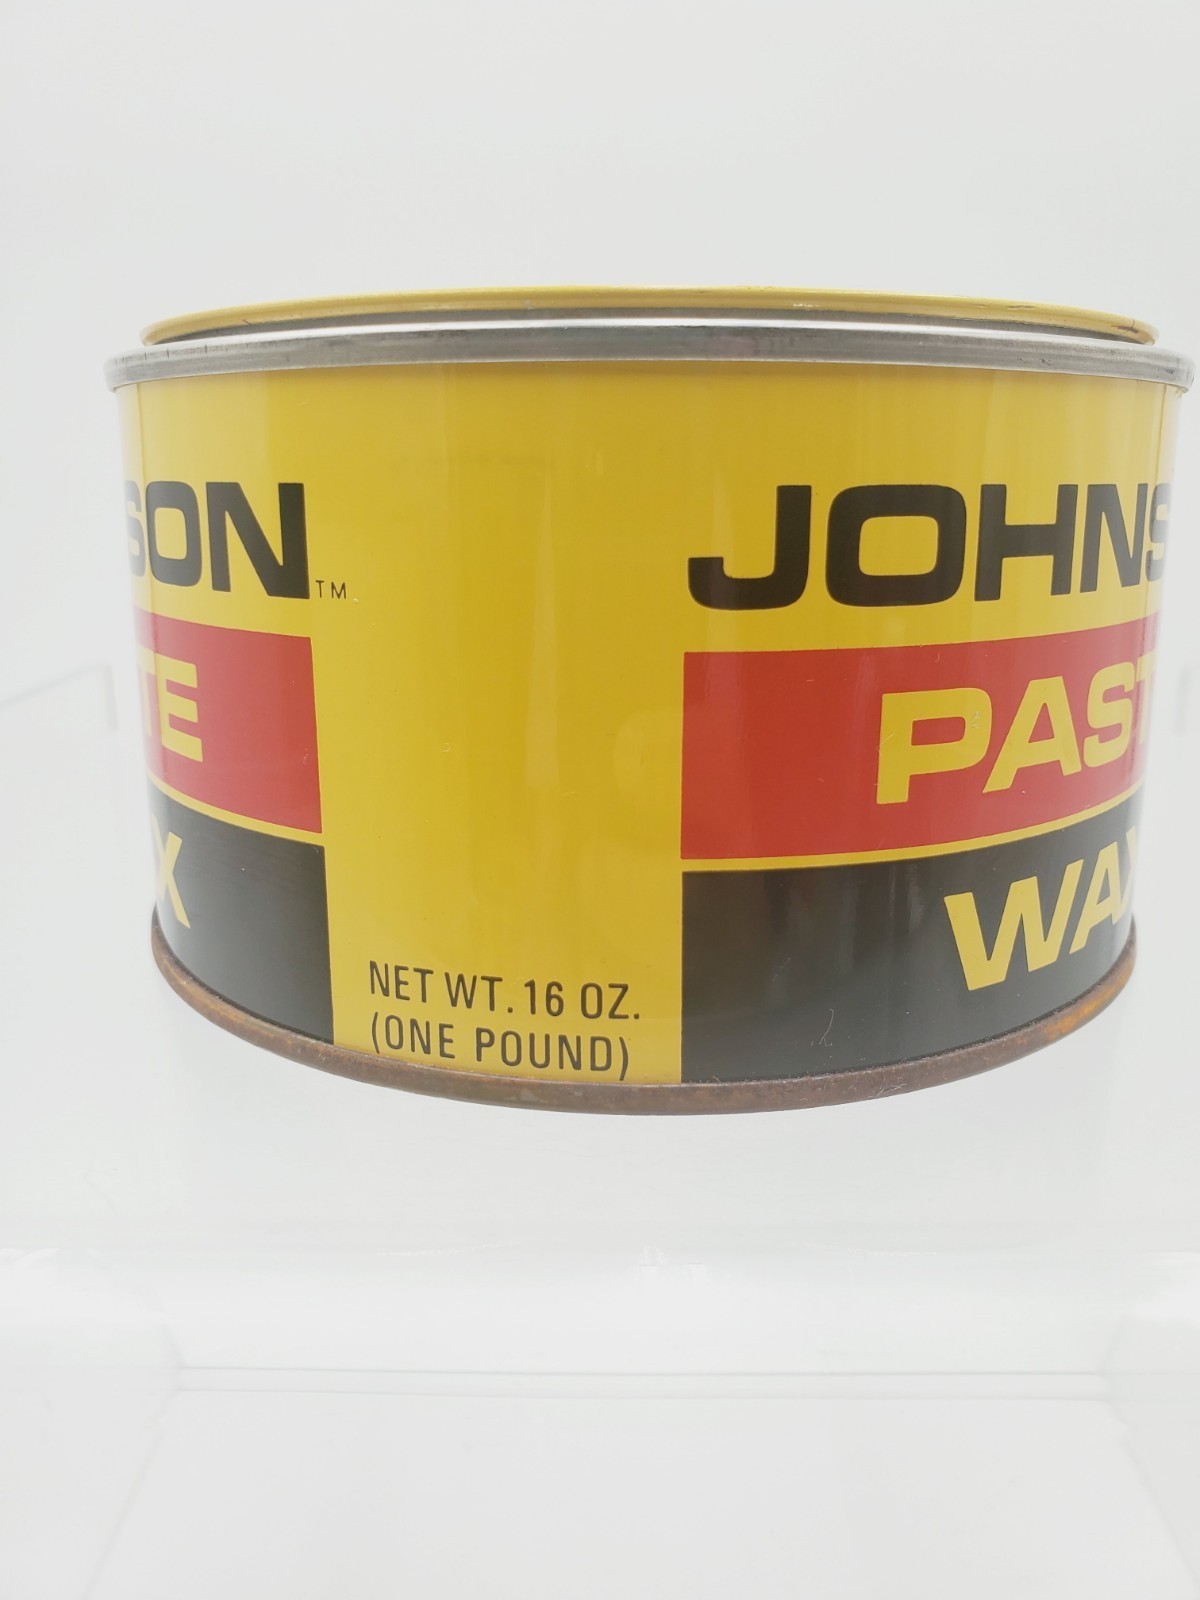 SON™
TE
X
JOHNS
PAST
WAX
NET WT. 16 OZ.
(ONE POUND)